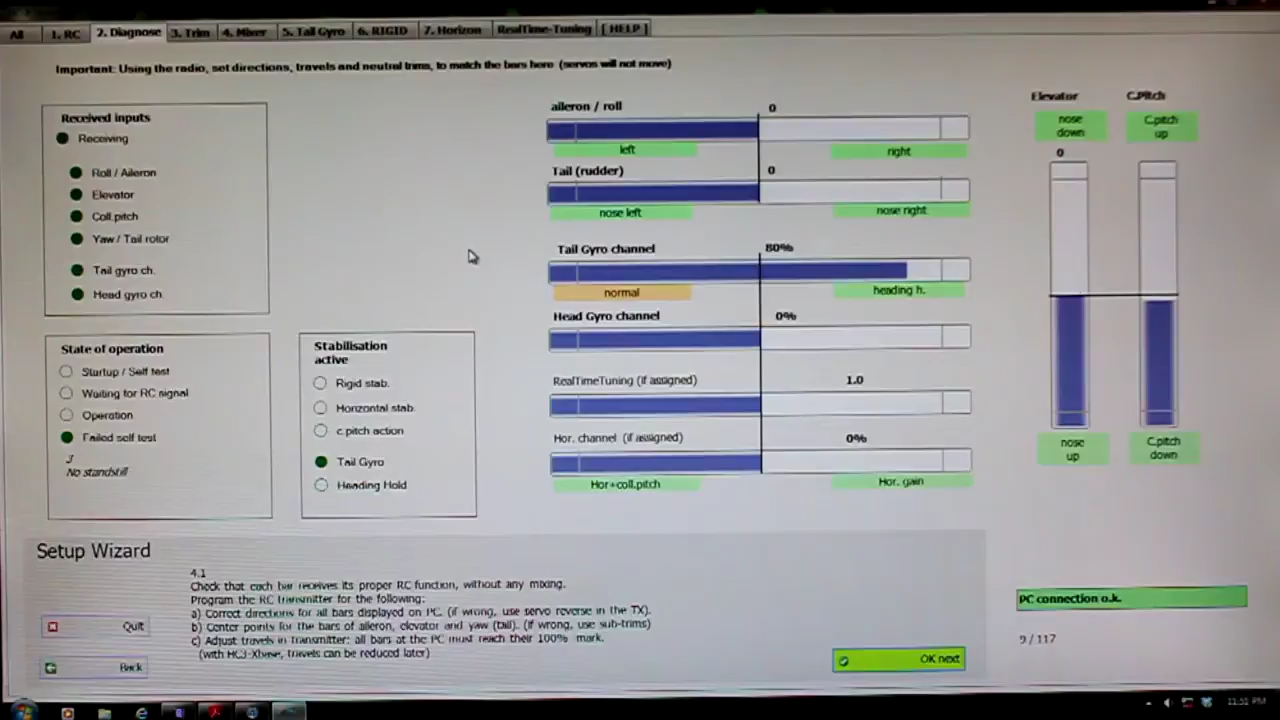 All
1. RC
2. Diagnose
3. Trim
4. Mixer
5. Tail Gyro
6. RIGID
7. Horizon
RealTime-Tuning
[ HELP ]
Important: Using the radio, set directions, travels and neutral trims, to match the bars here (servos will not move)
Received inputs
Receiving
Roll / Aileron
Elevator
Coll.pitch
Yaw / Tail rotor
Tail gyro ch.
Head gyro ch.
State of operation
Startup / Self test
Waiting for RC signal
Operation
Failed self test
3
No standstill
Stabilisation
active
Rigid stab.
Horizontal stab.
c.pitch action
Tail Gyro
Heading Hold
aileron / roll 0
left right
Tail (rudder) 0
nose left nose right
Tail Gyro channel 80%
normal heading h.
Head Gyro channel 0%
RealTimeTuning (if assigned) 1.0
Hor. channel (if assigned) 0%
Hor+coll.pitch Hor. gain
Elevator C.Pitch
nose
down
C.pitch
up
0
nose
up
C.pitch
down
Setup Wizard
4.1
Check that each bar receives its proper RC function, without any mixing.
Program the RC transmitter for the following:
a) Correct directions for all bars displayed on PC. (if wrong, use servo reverse in the TX).
b) Center points for the bars of aileron, elevator and yaw (tail). (if wrong, use sub-trims)
c) Adjust travels in transmitter: all bars at the PC must reach their 100% mark.
(with HC3-Xbase, travels can be reduced later)
Quit
Back
OK next
PC connection o.k.
9 / 117
11:51 PM